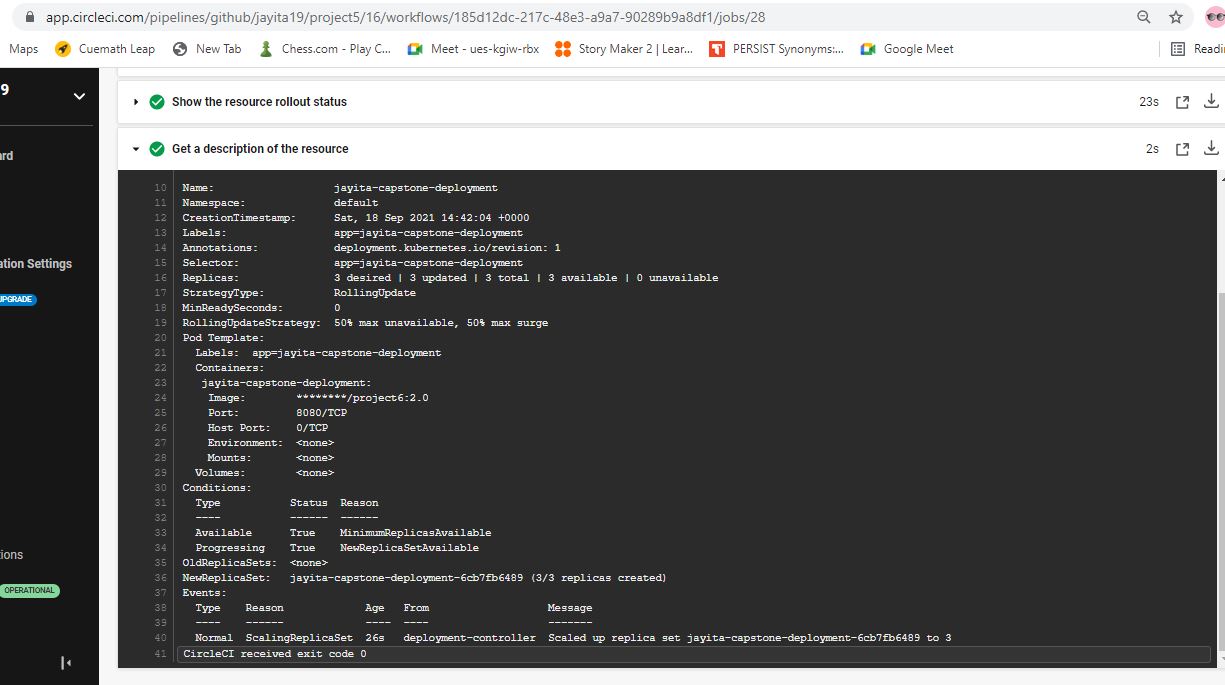 app.circleci.com/pipelines/github/jayita19/project5/16/workflows/185d12dc-217c-48e3-a9a7-90289b9a8df1/jobs/28
Maps Cuemath Leap New Tab Chess.com - Play C... Meet - ues-kgiw-rbx Story Maker 2 | Lear... PERSIST Synonyms:... Google Meet Readi
9
Show the resource rollout status 23s
Get a description of the resource 2s
ard
ation Settings
UPGRADE
ions
OPERATIONAL
10 Name: jayita-capstone-deployment
11 Namespace: default
12 CreationTimestamp: Sat, 18 Sep 2021 14:42:04 +0000
13 Labels: app=jayita-capstone-deployment
14 Annotations: deployment.kubernetes.io/revision: 1
15 Selector: app=jayita-capstone-deployment
16 Replicas: 3 desired | 3 updated | 3 total | 3 available | 0 unavailable
17 StrategyType: RollingUpdate
18 MinReadySeconds: 0
19 RollingUpdateStrategy: 50% max unavailable, 50% max surge
20 Pod Template:
21 Labels: app=jayita-capstone-deployment
22 Containers:
23 jayita-capstone-deployment:
24 Image: ********/project6:2.0
25 Port: 8080/TCP
26 Host Port: 0/TCP
27 Environment: <none>
28 Mounts: <none>
29 Volumes: <none>
30 Conditions:
31 Type Status Reason
32 ---- ------ ------
33 Available True MinimumReplicasAvailable
34 Progressing True NewReplicaSetAvailable
35 OldReplicaSets: <none>
36 NewReplicaSet: jayita-capstone-deployment-6cb7fb6489 (3/3 replicas created)
37 Events:
38 Type Reason Age From Message
39 ---- ------ ---- ---- -------
40 Normal ScalingReplicaSet 26s deployment-controller Scaled up replica set jayita-capstone-deployment-6cb7fb6489 to 3
41 CircleCI received exit code 0